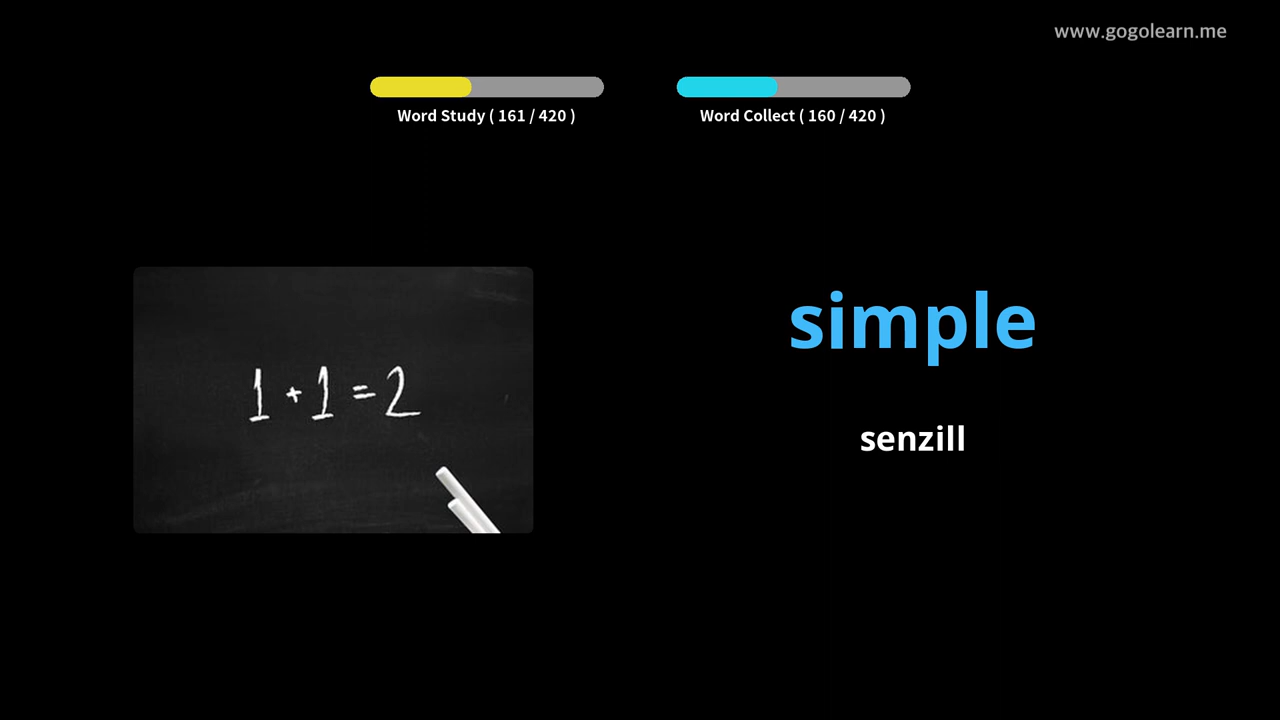 www.gogolearn.me
Word Study ( 161 / 420 )
Word Collect ( 160 / 420 )
1 + 1 = 2
simple
senzill